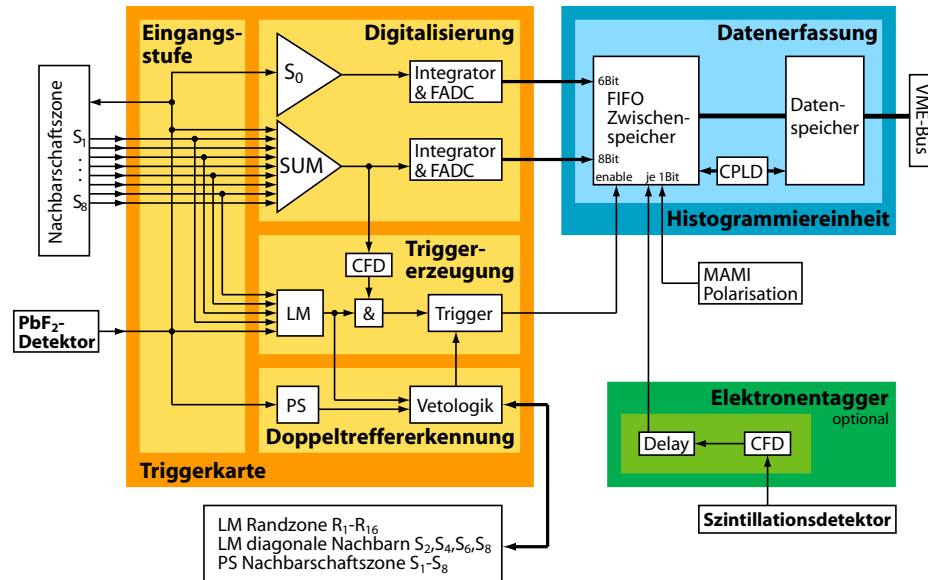 Eingangs-
stufe
Digitalisierung
Datenerfassung
Nachbarschaftszone
S1
:
:
S8
S0
SUM
Integrator
& FADC
Integrator
& FADC
6Bit
FIFO
Zwischen-
speicher
8Bit
enable
je 1Bit
CPLD
Daten-
speicher
VME-Bus
Histogrammiereinheit
CFD
Trigger-
erzeugung
LM
&
Trigger
MAMI
Polarisation
PbF2-
Detektor
PS
Vetologik
Doppeltreffererkennung
Triggerkarte
Elektronentagger
optional
Delay
CFD
Szintillationsdetektor
LM Randzone R1-R16
LM diagonale Nachbarn S2,S4,S6,S8
PS Nachbarschaftszone S1-S8